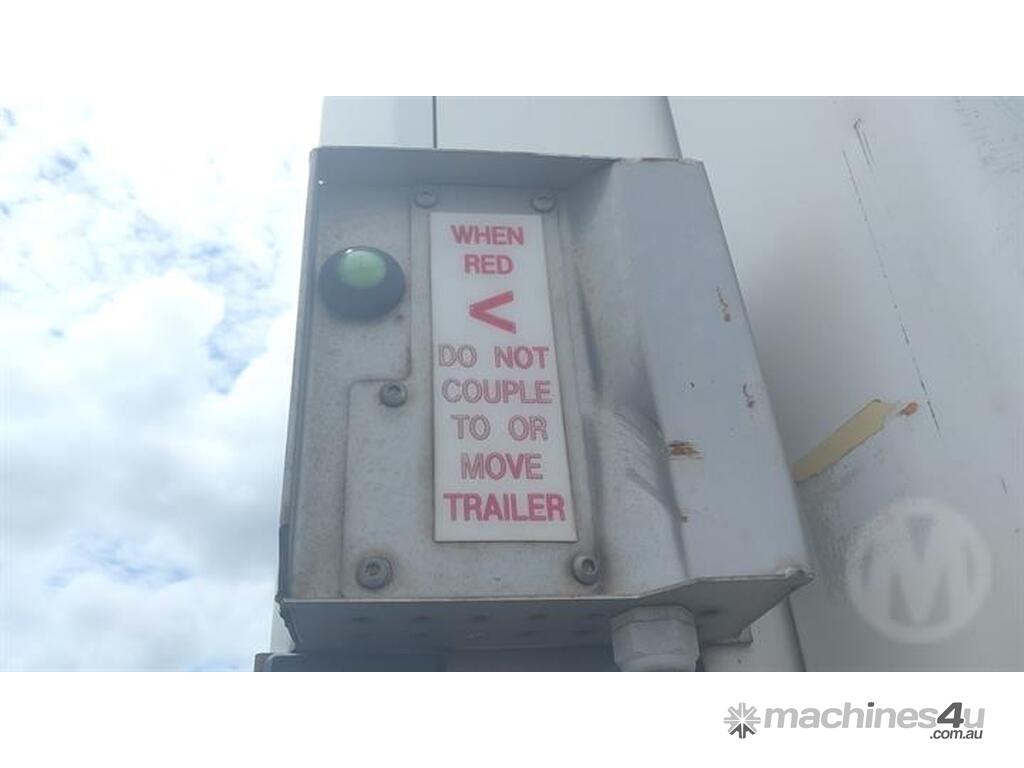 WHEN
RED
<
DO NOT
COUPLE
TO OR
MOVE
TRAILER
M
machines4u
.com.au